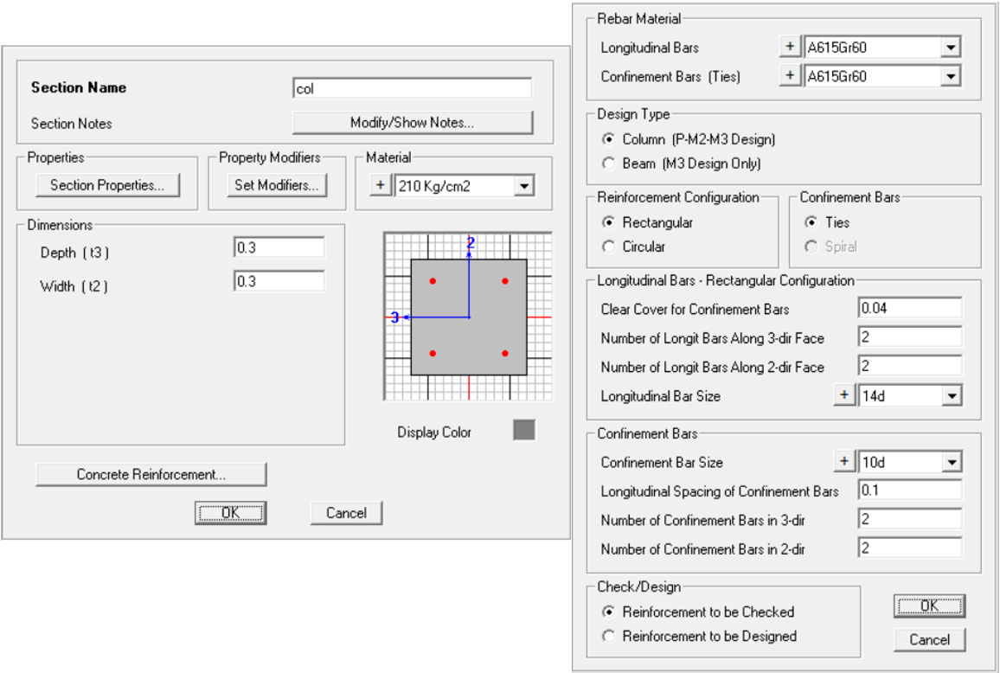 Section Name
col
Section Notes
Modify/Show Notes...
Properties
Section Properties...
Property Modifiers
Set Modifiers...
Material
+
210 Kg/cm2
Dimensions
Depth ( t3 )
0.3
Width ( t2 )
0.3
2
3
Display Color
Concrete Reinforcement...
OK
Cancel
Rebar Material
Longitudinal Bars
+
A615Gr60
Confinement Bars (Ties)
+
A615Gr60
Design Type
Column (P-M2-M3 Design)
Beam (M3 Design Only)
Reinforcement Configuration
Rectangular
Circular
Confinement Bars
Ties
Spiral
Longitudinal Bars - Rectangular Configuration
Clear Cover for Confinement Bars
0.04
Number of Longit Bars Along 3-dir Face
2
Number of Longit Bars Along 2-dir Face
2
Longitudinal Bar Size
+
14d
Confinement Bars
Confinement Bar Size
+
10d
Longitudinal Spacing of Confinement Bars
0.1
Number of Confinement Bars in 3-dir
2
Number of Confinement Bars in 2-dir
2
Check/Design
Reinforcement to be Checked
Reinforcement to be Designed
OK
Cancel